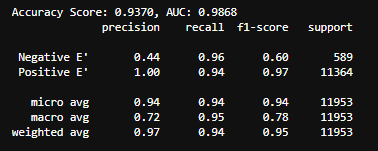 Accuracy Score: 0.9370, AUC: 0.9868
precision recall f1-score support
Negative E' 0.44 0.96 0.60 589
Positive E' 1.00 0.94 0.97 11364
micro avg 0.94 0.94 0.94 11953
macro avg 0.72 0.95 0.78 11953
weighted avg 0.97 0.94 0.95 11953